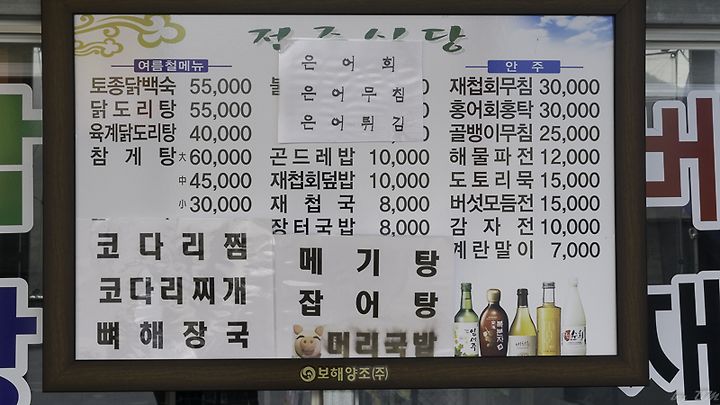 전주식당
여름철메뉴
토종닭백숙 55,000
닭도리탕 55,000
육계닭도리탕 40,000
참게탕 大 60,000
中 45,000
小 30,000
코다리찜
코다리찌개
뼈해장국
은어회
은어무침
은어튀김
곤드레밥 10,000
재첩회덮밥 10,000
재첩국 8,000
장터국밥 8,000
메기탕
잡어탕
머리국밥
안주
재첩회무침 30,000
홍어회홍탁 30,000
골뱅이무침 25,000
해물파전 12,000
도토리묵 15,000
버섯모듬전 15,000
감자전 10,000
계란말이 7,000
보해양조(주)
버
재